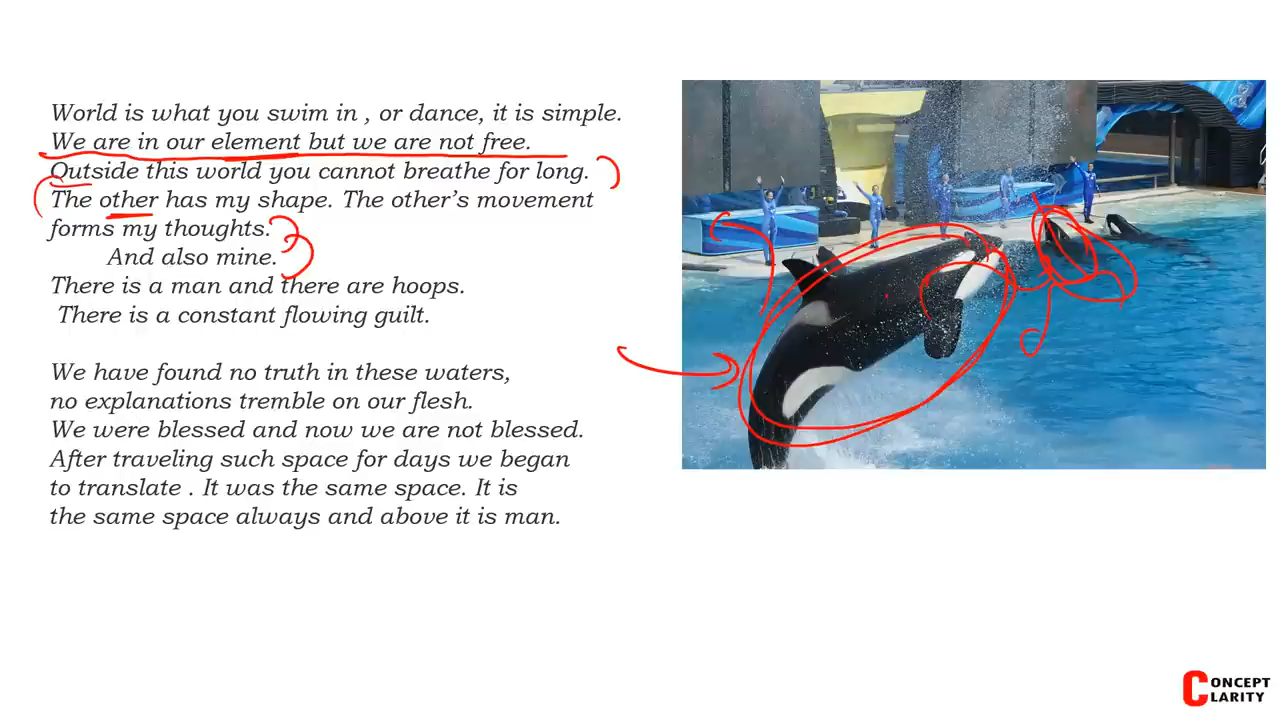 World is what you swim in , or dance, it is simple.
We are in our element but we are not free.
Outside this world you cannot breathe for long.
The other has my shape. The other's movement
forms my thoughts.
And also mine.
There is a man and there are hoops.
There is a constant flowing guilt.
We have found no truth in these waters,
no explanations tremble on our flesh.
We were blessed and now we are not blessed.
After traveling such space for days we began
to translate . It was the same space. It is
the same space always and above it is man.
CONCEPT
CLARITY